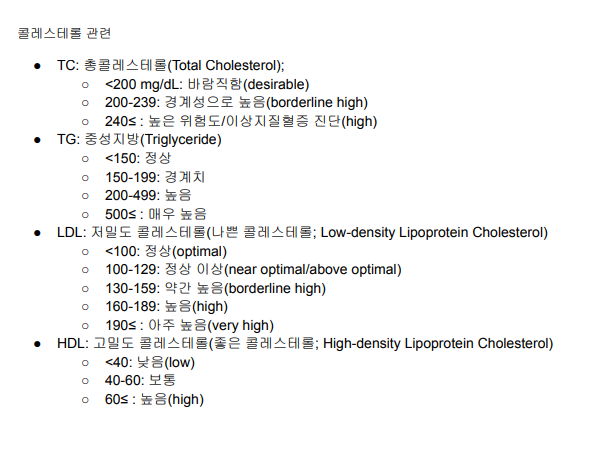 콜레스테롤 관련
● TC: 총콜레스테롤(Total Cholesterol);
○ <200 mg/dL: 바람직함(desirable)
○ 200-239: 경계성으로 높음(borderline high)
○ 240≤ : 높은 위험도/이상지질혈증 진단(high)
● TG: 중성지방(Triglyceride)
○ <150: 정상
○ 150-199: 경계치
○ 200-499: 높음
○ 500≤ : 매우 높음
● LDL: 저밀도 콜레스테롤(나쁜 콜레스테롤; Low-density Lipoprotein Cholesterol)
○ <100: 정상(optimal)
○ 100-129: 정상 이상(near optimal/above optimal)
○ 130-159: 약간 높음(borderline high)
○ 160-189: 높음(high)
○ 190≤ : 아주 높음(very high)
● HDL: 고밀도 콜레스테롤(좋은 콜레스테롤; High-density Lipoprotein Cholesterol)
○ <40: 낮음(low)
○ 40-60: 보통
○ 60≤ : 높음(high)